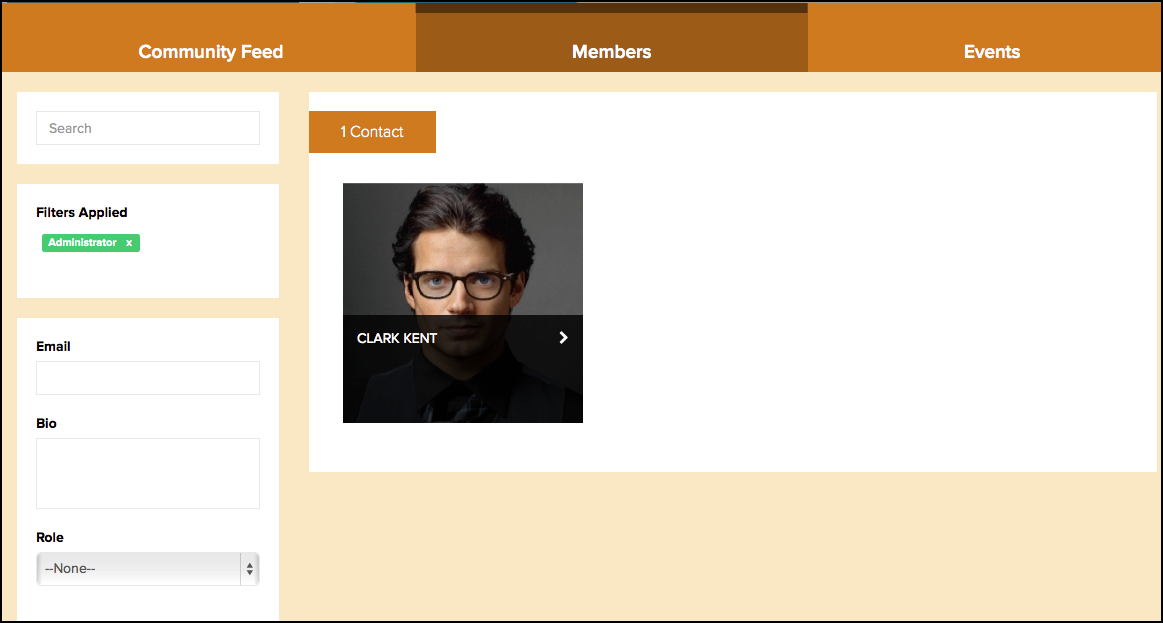 Community Feed
Members
Events
Search
1 Contact
Filters Applied
Administrator x
CLARK KENT
Email
Bio
Role
--None--